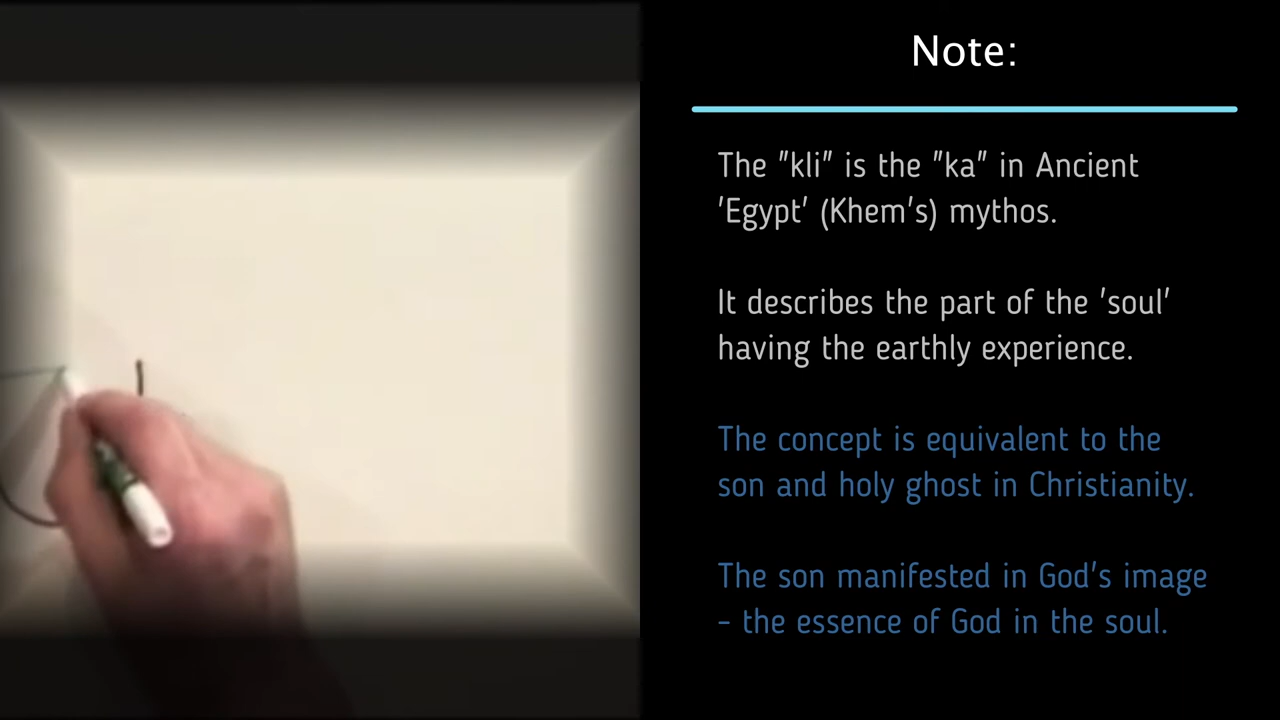 Note:
The "kli" is the "ka" in Ancient
'Egypt' (Khem's) mythos.
It describes the part of the 'soul'
having the earthly experience.
The concept is equivalent to the
son and holy ghost in Christianity.
The son manifested in God's image
- the essence of God in the soul.